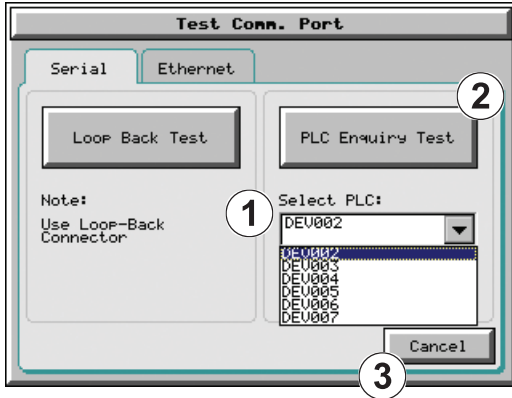 Test Comm. Port
Serial
Ethernet
2
Loop Back Test
PLC Enquiry Test
Note:
Use Loop-Back
Connector
1
Select PLC:
DEV002
DEV002
DEV003
DEV004
DEV005
DEV006
DEV007
Cancel
3